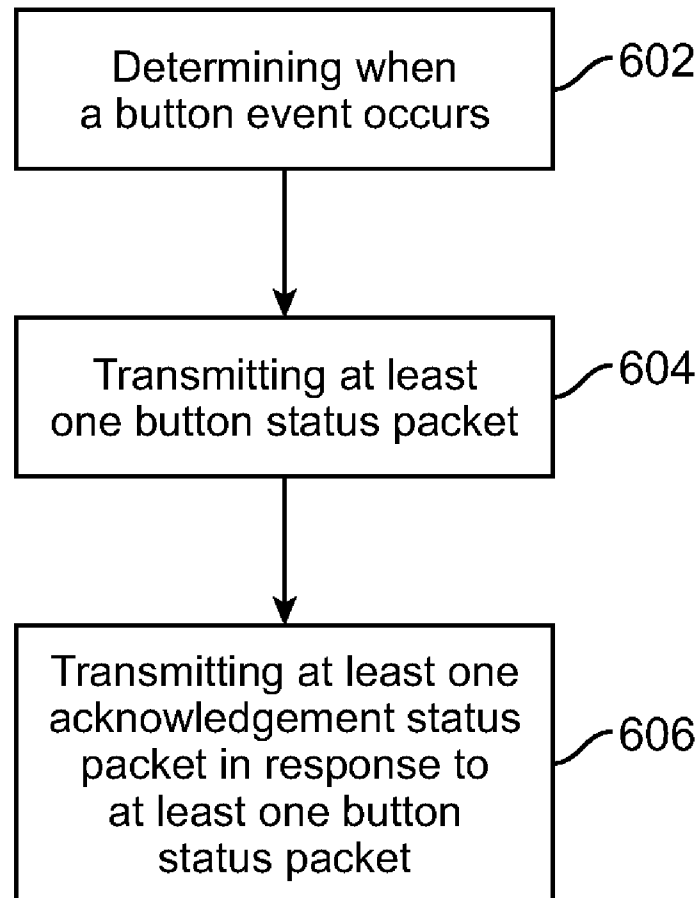 Determining when
a button event occurs
602
Transmitting at least
one button status packet
604
Transmitting at least one
acknowledgement status
packet in response to
at least one button
status packet
606